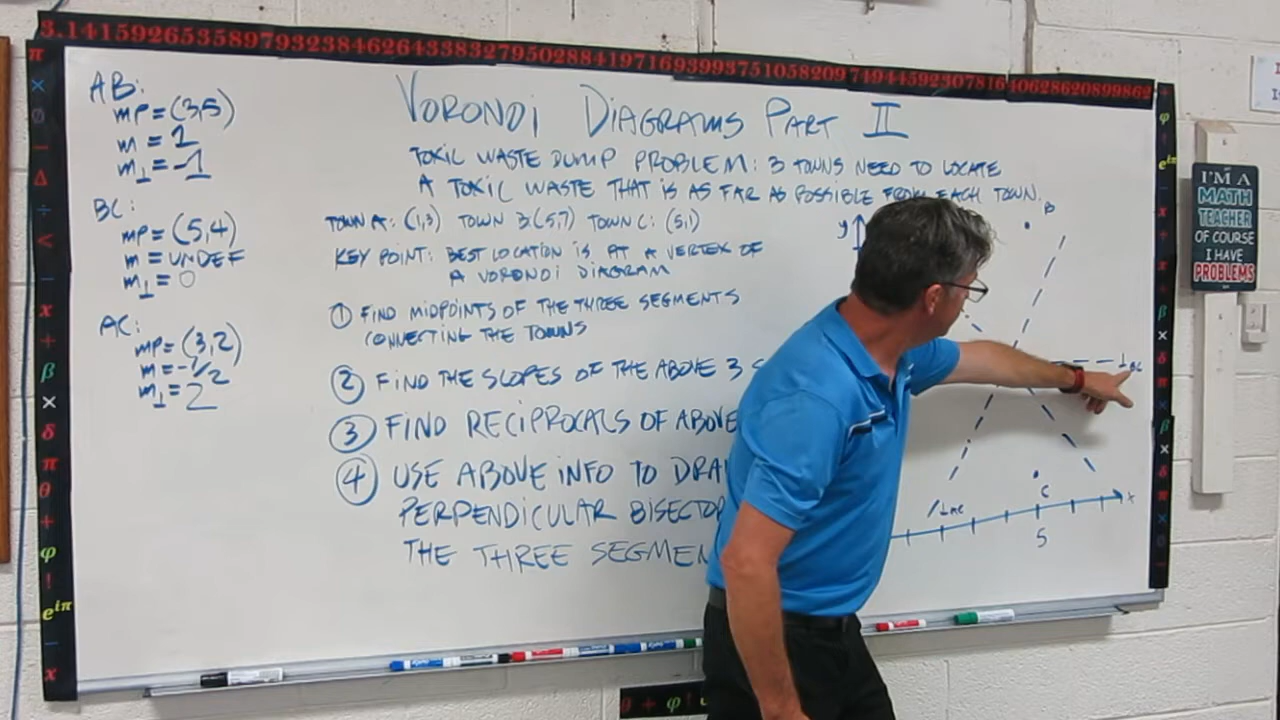 3.141592653589793238462643383279502884197169399375105820974944592307816406286208998628
AB:
MP = (3,5)
m = 1
m⊥ = -1
BC:
MP = (5,4)
m = UNDEF
m⊥ = 0
AC:
MP = (3,2)
m = -1/2
m⊥ = 2
VORONOI DIAGRAMS PART II
TOXIC WASTE DUMP PROBLEM: 3 TOWNS NEED TO LOCATE
A TOXIC WASTE THAT IS AS FAR AS POSSIBLE FROM EACH TOWN.
TOWN A: (1,3) TOWN B:(5,7) TOWN C: (5,1)
KEY POINT: BEST LOCATION IS AT A VERTEX OF
A VORONOI DIAGRAM
① FIND MIDPOINTS OF THE THREE SEGMENTS
CONNECTING THE TOWNS
② FIND THE SLOPES OF THE ABOVE 3 S
③ FIND RECIPROCALS OF ABOVE
④ USE ABOVE INFO TO DRA
PERPENDICULAR BISECTOR
THE THREE SEGMEN
y
B
⊥BC
⊥AC
C
x
5
I'M A
MATH
TEACHER
OF COURSE
I HAVE
PROBLEMS